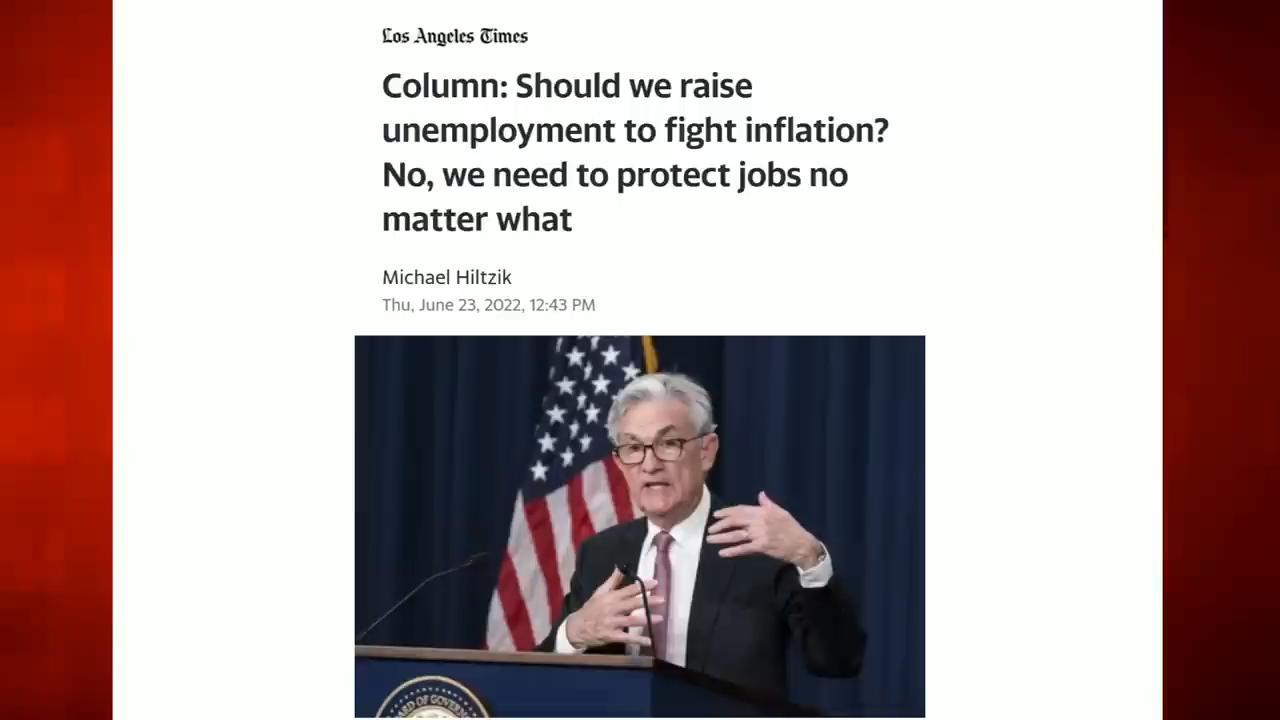 Los Angeles Times
Column: Should we raise
unemployment to fight inflation?
No, we need to protect jobs no
matter what
Michael Hiltzik
Thu, June 23, 2022, 12:43 PM